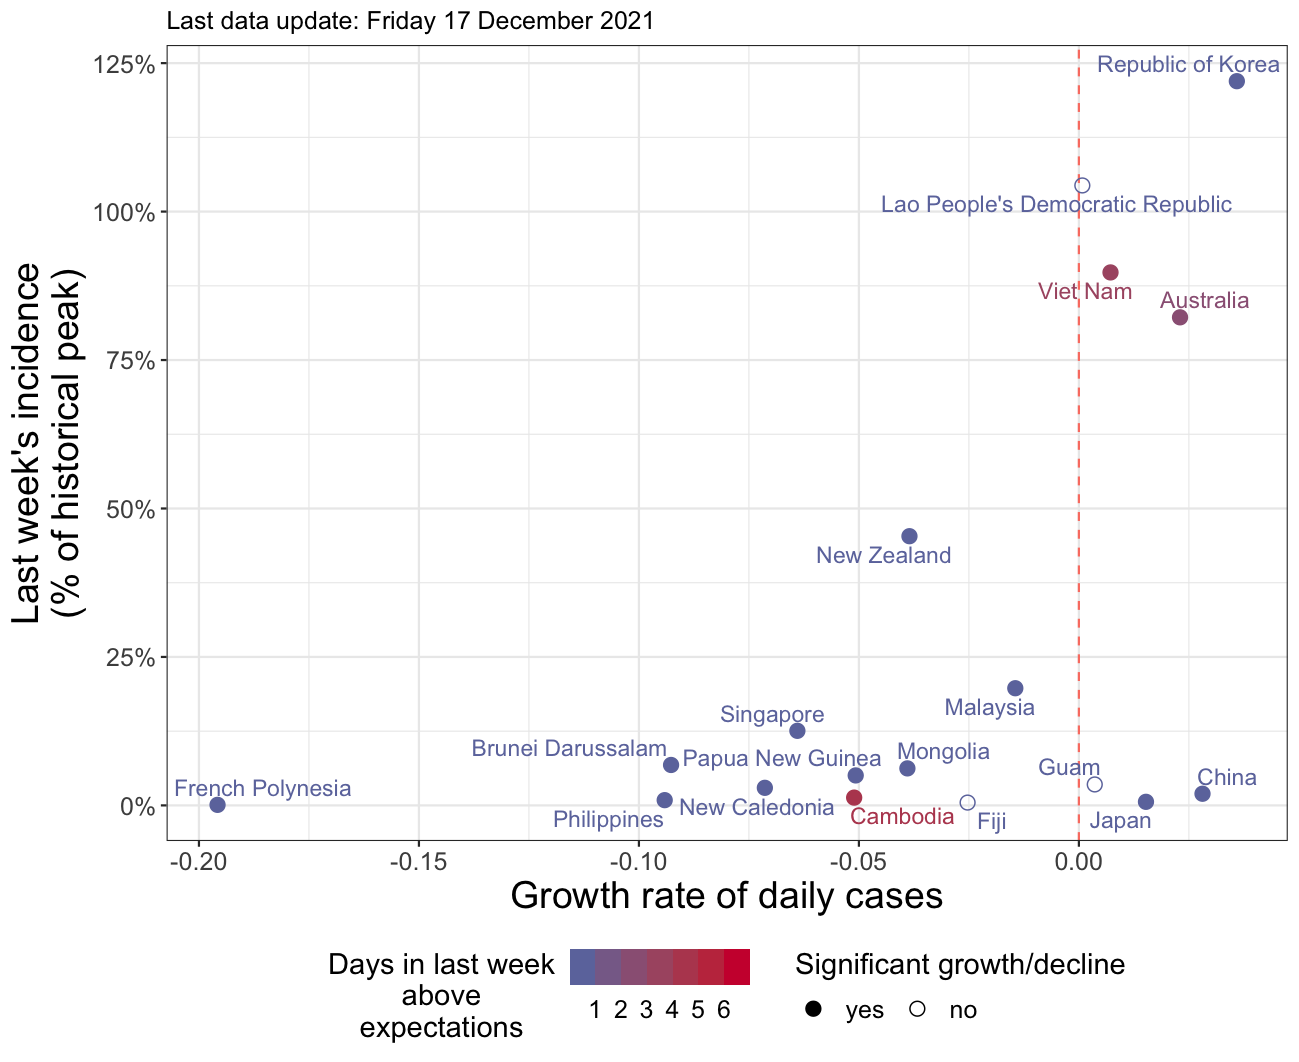 Last data update: Friday 17 December 2021
125%
100%
75%
50%
25%
0%
Last week's incidence
(% of historical peak)
Republic of Korea
Lao People's Democratic Republic
Viet Nam
Australia
New Zealand
Malaysia
Singapore
Brunei Darussalam
Papua New Guinea
Mongolia
Guam
China
French Polynesia
Philippines
New Caledonia
Cambodia
Fiji
Japan
-0.20
-0.15
-0.10
-0.05
0.00
Growth rate of daily cases
Days in last week
above
expectations
1 2 3 4 5 6
Significant growth/decline
yes
no